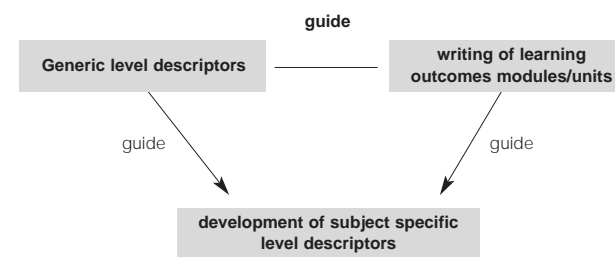 guide
Generic level descriptors
writing of learning
outcomes modules/units
guide
guide
development of subject specific
level descriptors